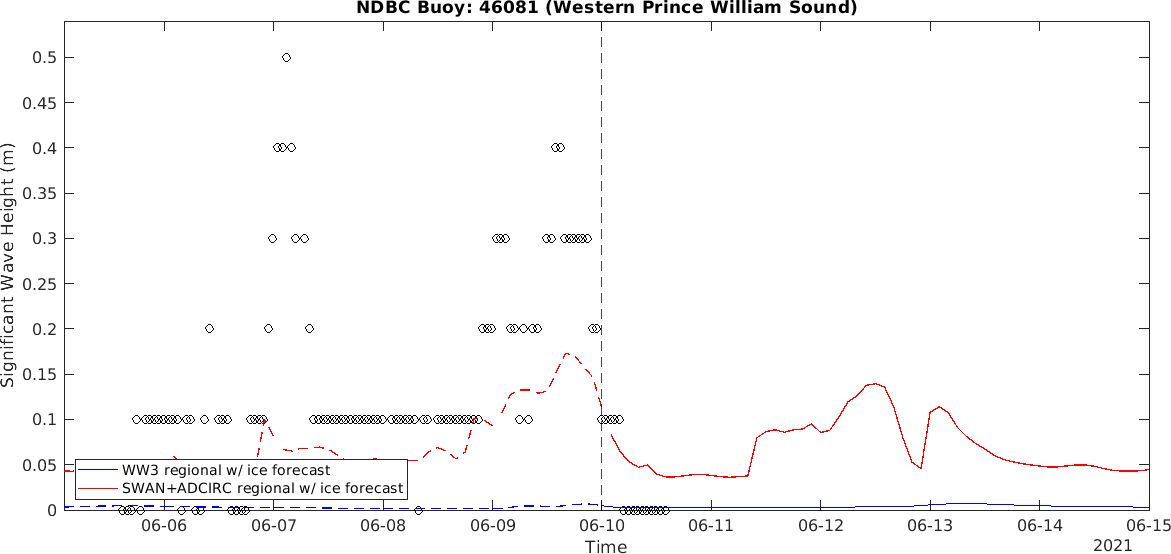 NDBC Buoy: 46081 (Western Prince William Sound)
0.5
0.45
0.4
0.35
0.3
0.25
0.2
0.15
0.1
0.05
0
Significant Wave Height (m)
WW3 regional w/ ice forecast
SWAN+ADCIRC regional w/ ice forecast
06-06 06-07 06-08 06-09 06-10 06-11 06-12 06-13 06-14 06-15
Time
2021